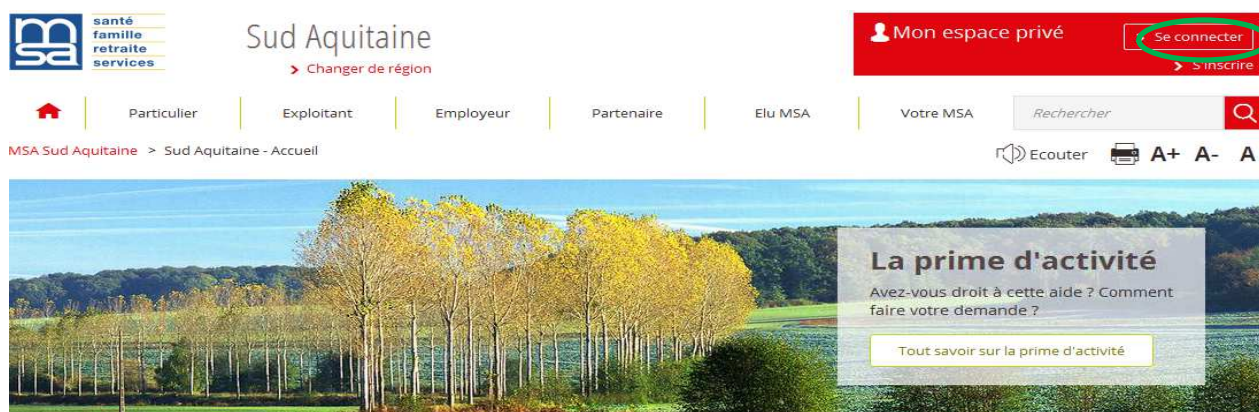 msa
santé
famille
retraite
services
Sud Aquitaine
> Changer de région
Mon espace privé
> Se connecter
> S'inscrire
Particulier
Exploitant
Employeur
Partenaire
Elu MSA
Votre MSA
Rechercher
MSA Sud Aquitaine > Sud Aquitaine - Accueil
Ecouter A+ A- A
La prime d'activité
Avez-vous droit à cette aide ? Comment
faire votre demande ?
Tout savoir sur la prime d'activité